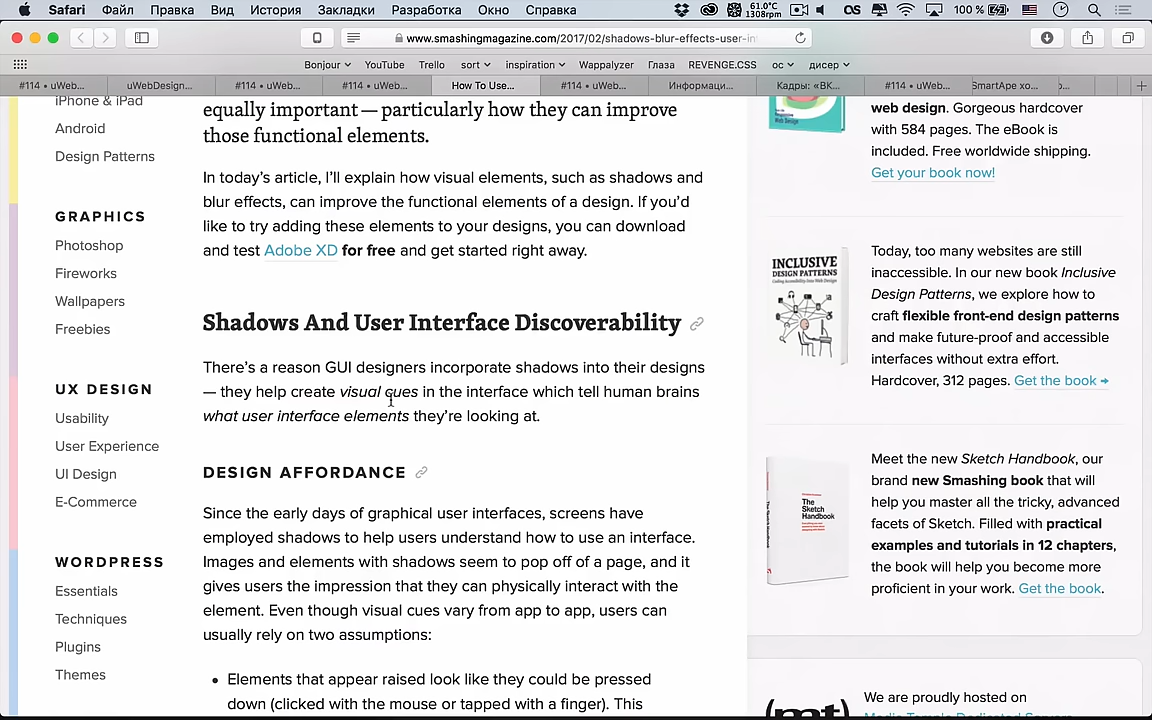 Safari Файл Правка Вид История Закладки Разработка Окно Справка
61.0°C
1308rpm
100 %
www.smashingmagazine.com/2017/02/shadows-blur-effects-user-in
Bonjour YouTube Trello sort inspiration Wappalyzer Глаза REVENGE.CSS ос дисер
#114 • uWeb... uWebDesign... #114 • uWeb... #114 • uWeb... How To Use... #114 • uWeb... Информаци... Кадры: «ВК... #114 • uWeb... SmartApe хо...
iPhone & iPad
Android
Design Patterns
GRAPHICS
Photoshop
Fireworks
Wallpapers
Freebies
UX DESIGN
Usability
User Experience
UI Design
E-Commerce
WORDPRESS
Essentials
Techniques
Plugins
Themes
equally important — particularly how they can improve
those functional elements.
In today's article, I'll explain how visual elements, such as shadows and
blur effects, can improve the functional elements of a design. If you'd
like to try adding these elements to your designs, you can download
and test Adobe XD for free and get started right away.
Shadows And User Interface Discoverability
There's a reason GUI designers incorporate shadows into their designs
— they help create visual cues in the interface which tell human brains
what user interface elements they're looking at.
DESIGN AFFORDANCE
Since the early days of graphical user interfaces, screens have
employed shadows to help users understand how to use an interface.
Images and elements with shadows seem to pop off of a page, and it
gives users the impression that they can physically interact with the
element. Even though visual cues vary from app to app, users can
usually rely on two assumptions:
• Elements that appear raised look like they could be pressed
down (clicked with the mouse or tapped with a finger). This
web design. Gorgeous hardcover
with 584 pages. The eBook is
included. Free worldwide shipping.
Get your book now!
INCLUSIVE
DESIGN PATTERNS
Today, too many websites are still
inaccessible. In our new book Inclusive
Design Patterns, we explore how to
craft flexible front-end design patterns
and make future-proof and accessible
interfaces without extra effort.
Hardcover, 312 pages. Get the book →
The
Sketch
Handbook
Meet the new Sketch Handbook, our
brand new Smashing book that will
help you master all the tricky, advanced
facets of Sketch. Filled with practical
examples and tutorials in 12 chapters,
the book will help you become more
proficient in your work. Get the book.
(mt)
We are proudly hosted on
Media Temple Dedicated Servers